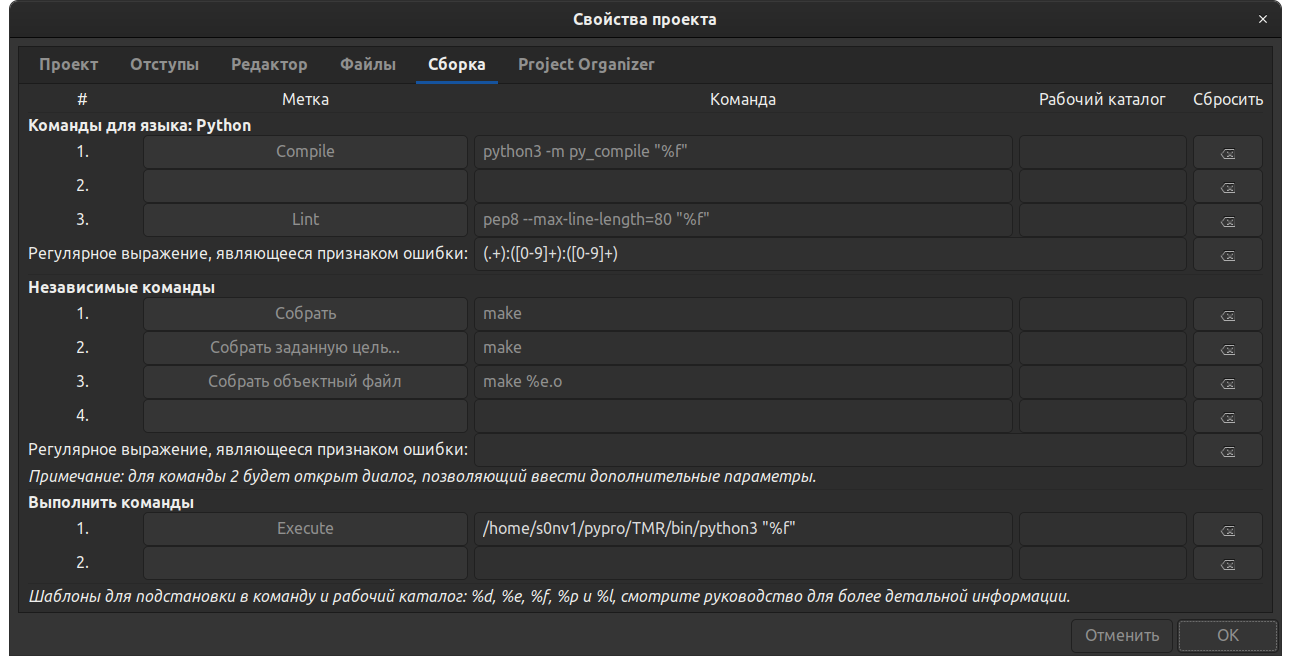 Свойства проекта ×
Проект Отступы Редактор Файлы Сборка Project Organizer
# Метка Команда Рабочий каталог Сбросить
Команды для языка: Python
1. Compile python3 -m py_compile "%f"
2.
3. Lint pep8 --max-line-length=80 "%f"
Регулярное выражение, являющееся признаком ошибки: (.+):([0-9]+):([0-9]+)
Независимые команды
1. Собрать make
2. Собрать заданную цель... make
3. Собрать объектный файл make %e.o
4.
Регулярное выражение, являющееся признаком ошибки:
Примечание: для команды 2 будет открыт диалог, позволяющий ввести дополнительные параметры.
Выполнить команды
1. Execute /home/s0nv1/pypro/TMR/bin/python3 "%f"
2.
Шаблоны для подстановки в команду и рабочий каталог: %d, %e, %f, %p и %l, смотрите руководство для более детальной информации.
Отменить OK